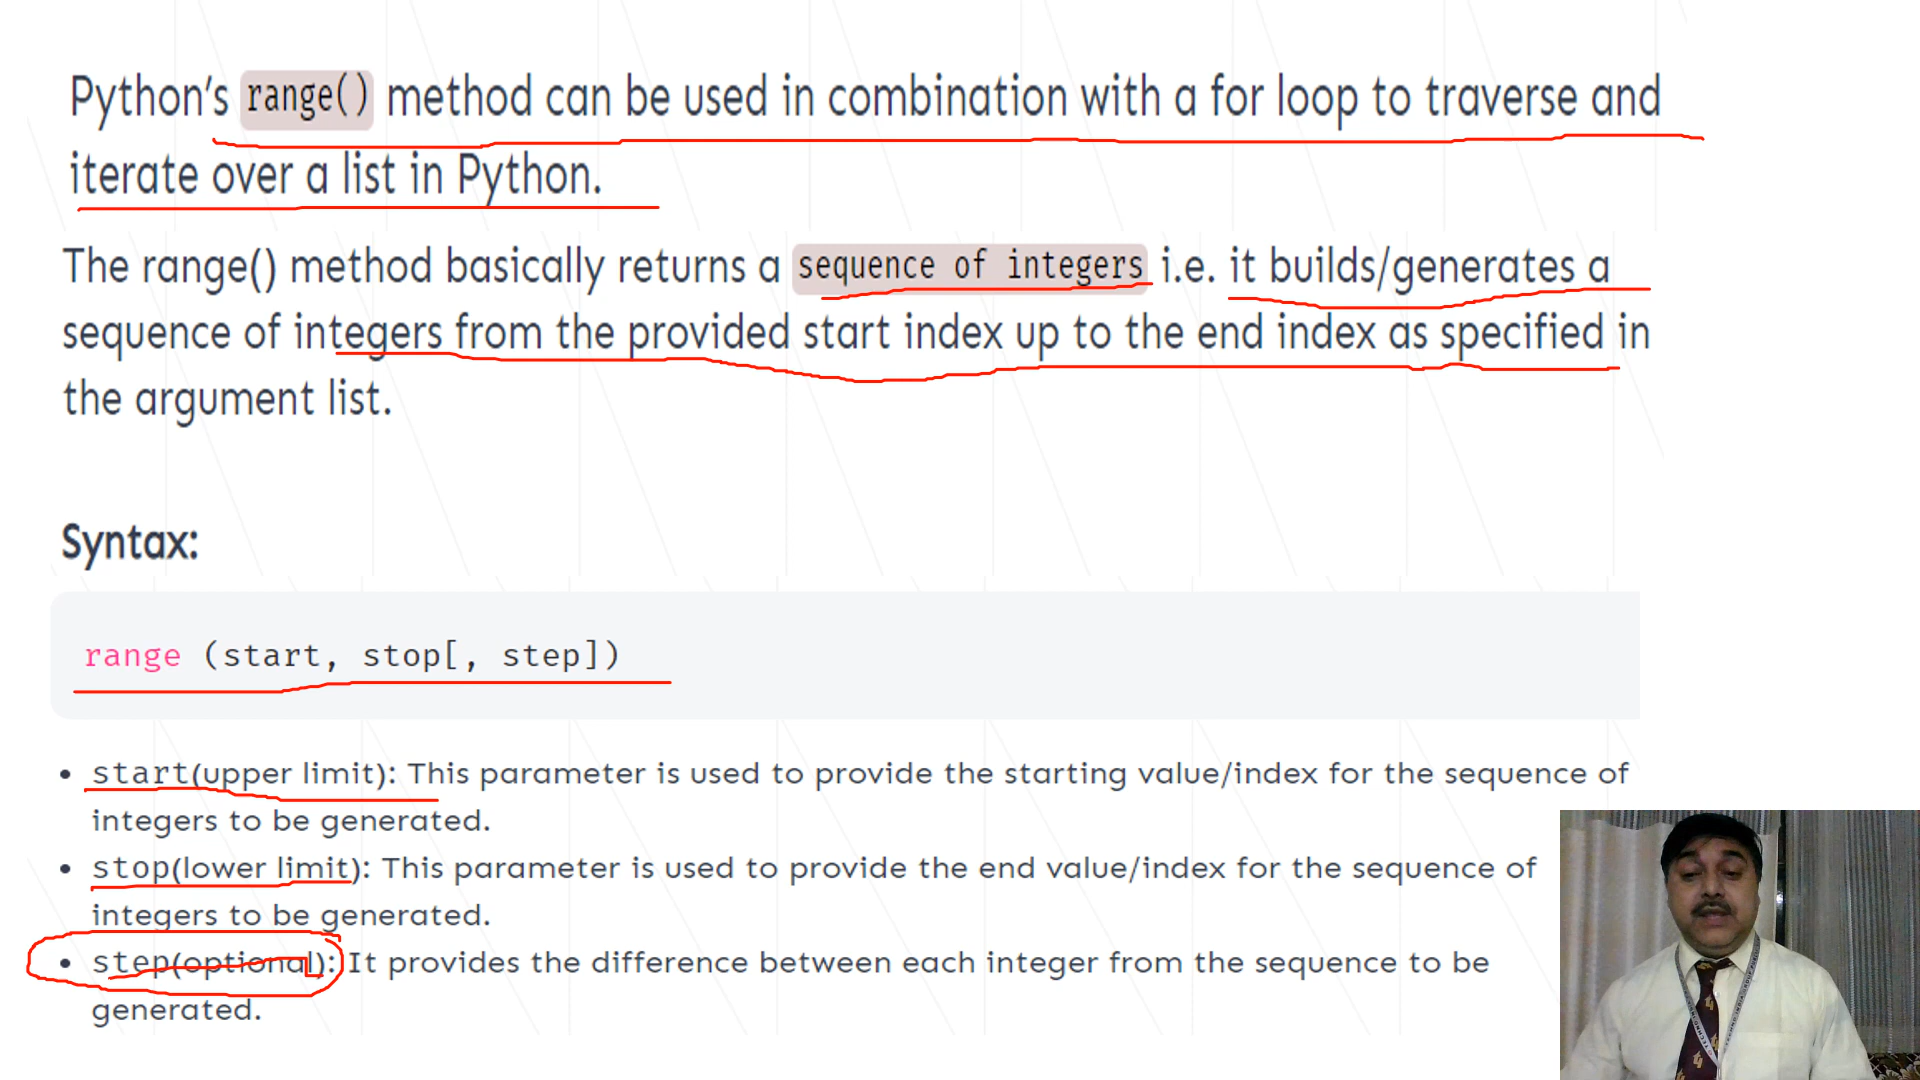 Python’s range() method can be used in combination with a for loop to traverse and
iterate over a list in Python.
The range() method basically returns a sequence of integers i.e. it builds/generates a
sequence of integers from the provided start index up to the end index as specified in
the argument list.
Syntax:
range (start, stop[, step])
• start(upper limit): This parameter is used to provide the starting value/index for the sequence of
integers to be generated.
• stop(lower limit): This parameter is used to provide the end value/index for the sequence of
integers to be generated.
• step(optional): It provides the difference between each integer from the sequence to be
generated.